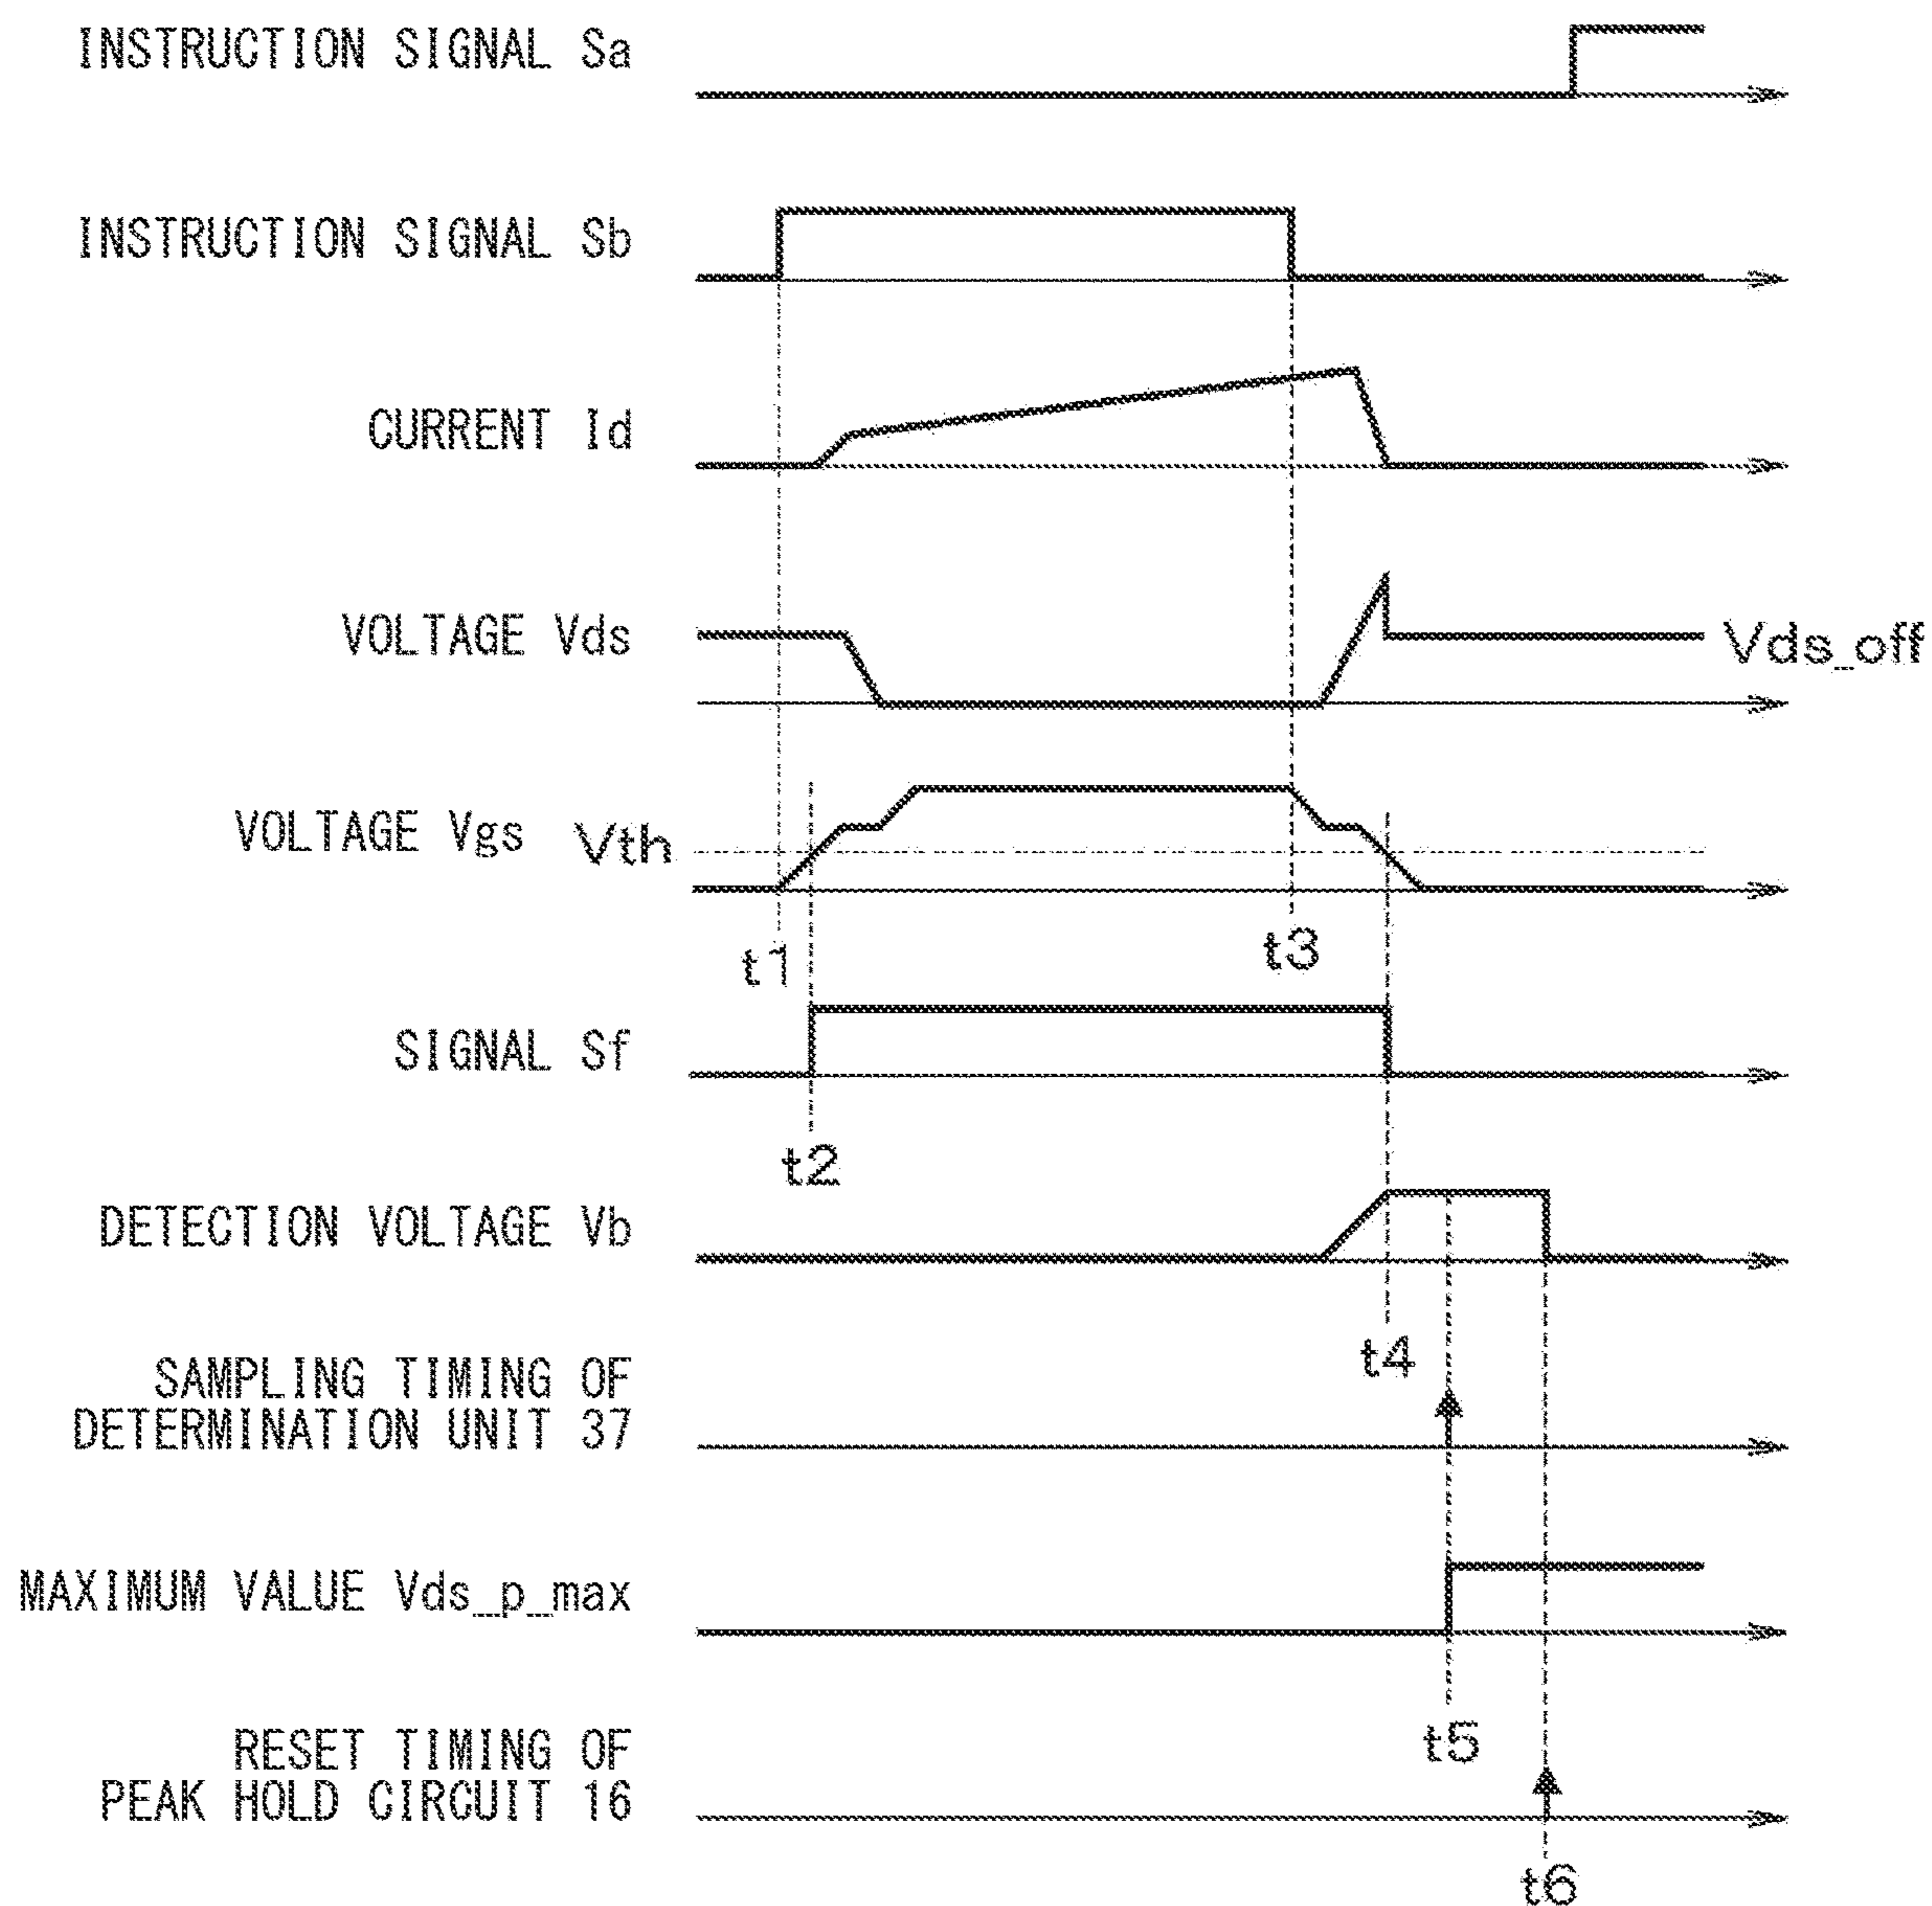 INSTRUCTION SIGNAL Sa
INSTRUCTION SIGNAL Sb
CURRENT Id
VOLTAGE Vds
Vds_off
VOLTAGE Vgs
Vth
t1
t3
SIGNAL Sf
t2
DETECTION VOLTAGE Vb
t4
SAMPLING TIMING OF
DETERMINATION UNIT 37
MAXIMUM VALUE Vds_p_max
t5
RESET TIMING OF
PEAK HOLD CIRCUIT 16
t6